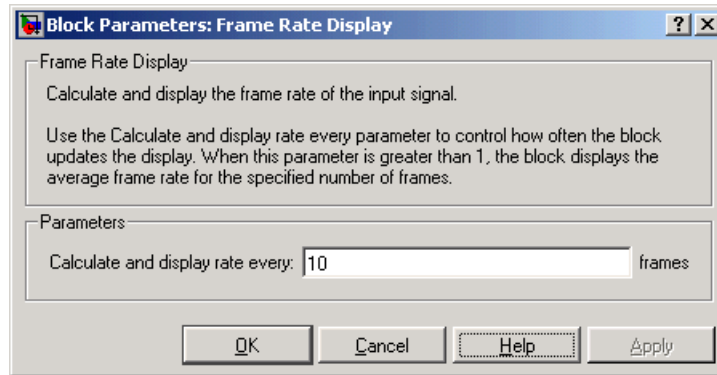 Block Parameters: Frame Rate Display
Frame Rate Display
Calculate and display the frame rate of the input signal.
Use the Calculate and display rate every parameter to control how often the block
updates the display. When this parameter is greater than 1, the block displays the
average frame rate for the specified number of frames.
Parameters
Calculate and display rate every: 10 frames
OK Cancel Help Apply